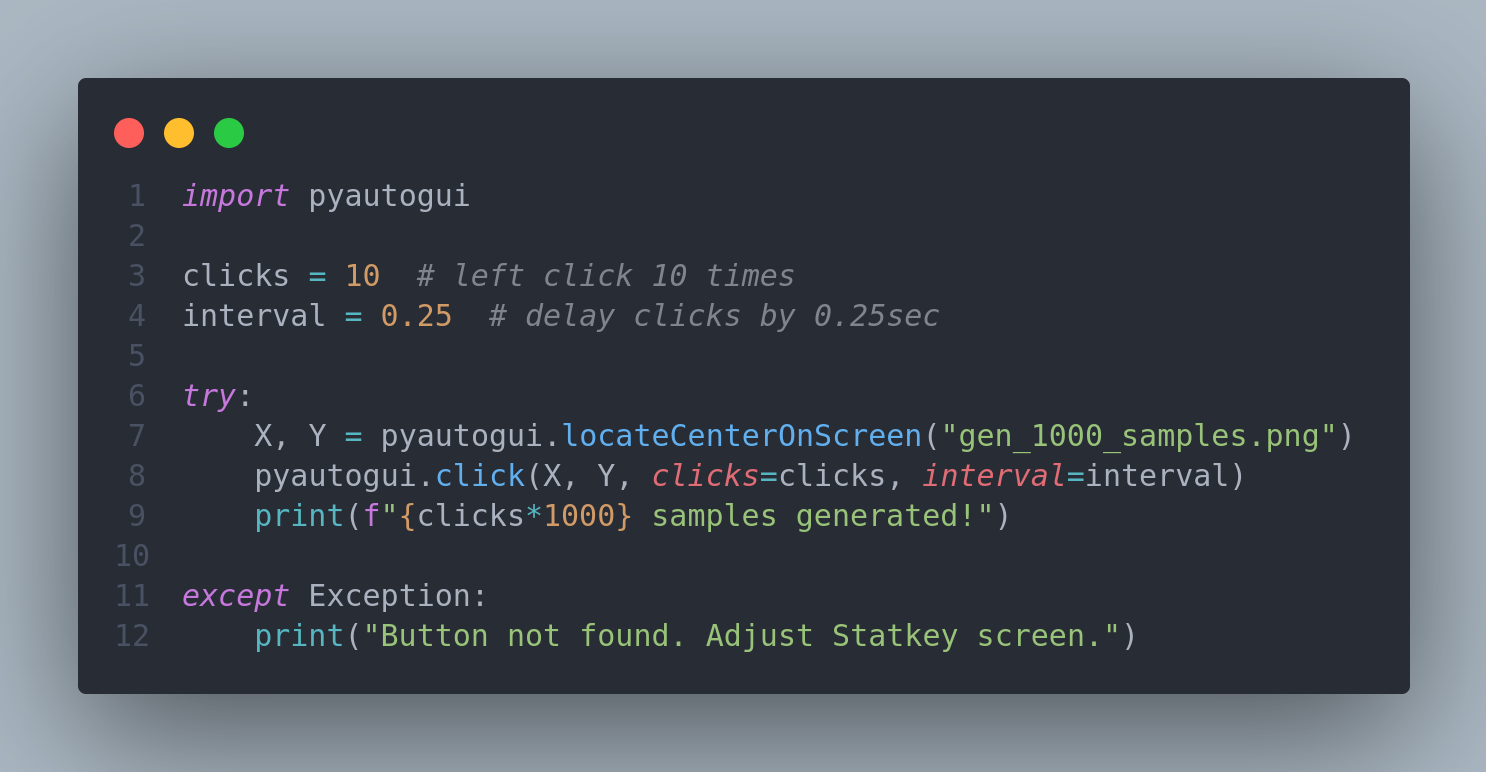 1 import pyautogui
2
3 clicks = 10  # left click 10 times
4 interval = 0.25  # delay clicks by 0.25sec
5
6 try:
7     X, Y = pyautogui.locateCenterOnScreen("gen_1000_samples.png")
8     pyautogui.click(X, Y, clicks=clicks, interval=interval)
9     print(f"{clicks*1000} samples generated!")
10
11 except Exception:
12     print("Button not found. Adjust Statkey screen.")